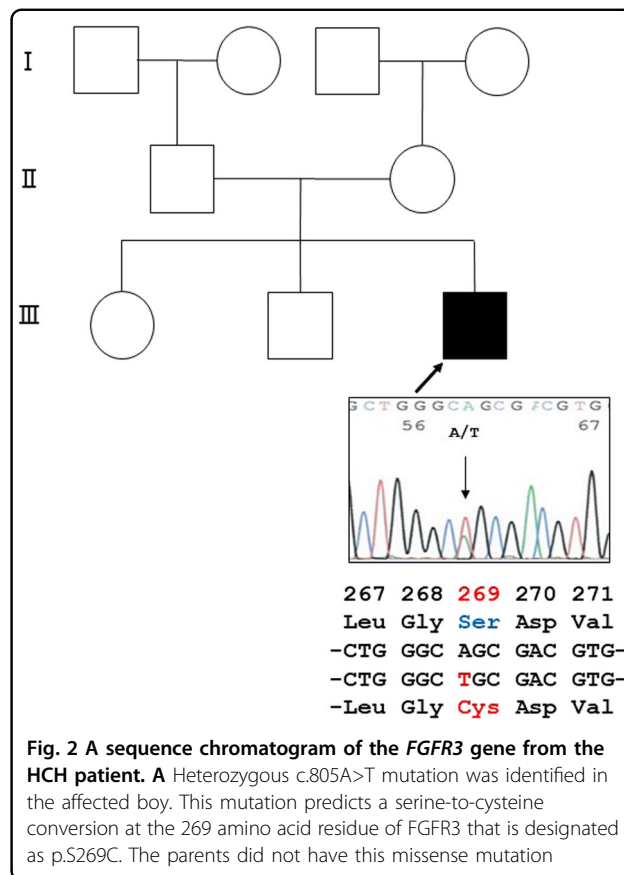 I
II
III
GCTGGGCAGCGACGTG
56 67
A/T
267 268 269 270 271
Leu Gly Ser Asp Val
-CTG GGC AGC GAC GTG-
-CTG GGC TGC GAC GTG-
-Leu Gly Cys Asp Val
Fig. 2 A sequence chromatogram of the FGFR3 gene from the
HCH patient. A Heterozygous c.805A>T mutation was identified in
the affected boy. This mutation predicts a serine-to-cysteine
conversion at the 269 amino acid residue of FGFR3 that is designated
as p.S269C. The parents did not have this missense mutation